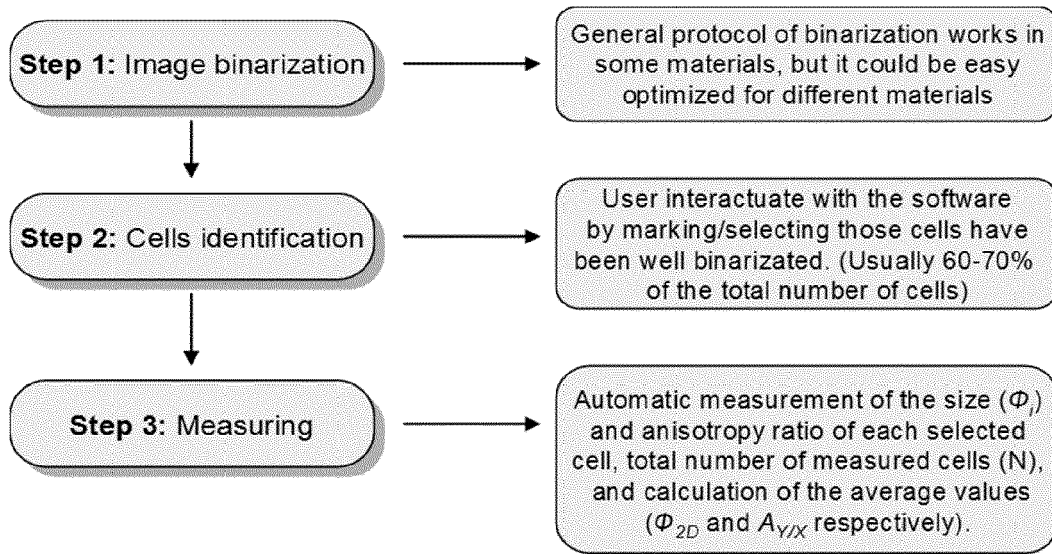 Step 1: Image binarization
General protocol of binarization works in
some materials, but it could be easy
optimized for different materials
Step 2: Cells identification
User interactuate with the software
by marking/selecting those cells have
been well binarizated. (Usually 60-70%
of the total number of cells)
Step 3: Measuring
Automatic measurement of the size (Φi)
and anisotropy ratio of each selected
cell, total number of measured cells (N),
and calculation of the average values
(Φ2D and AY/X respectively).